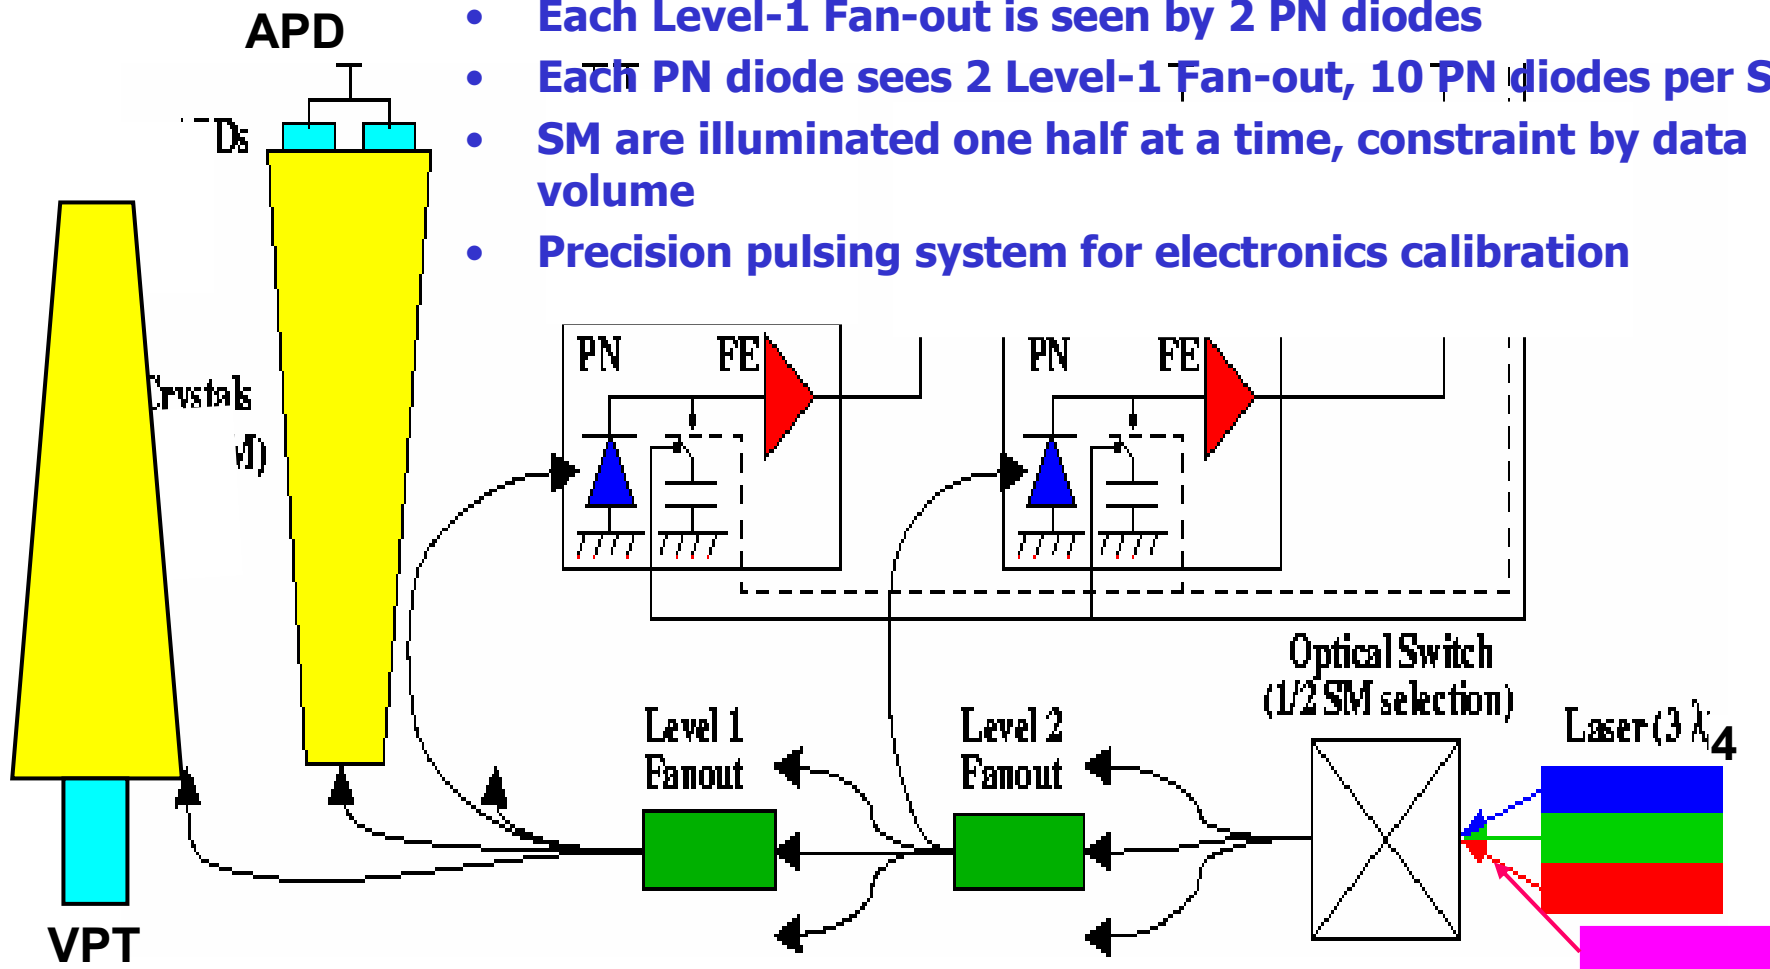 APD
• Each Level-1 Fan-out is seen by 2 PN diodes
• Each PN diode sees 2 Level-1 Fan-out, 10 PN diodes per S
• SM are illuminated one half at a time, constraint by data
volume
• Precision pulsing system for electronics calibration
Ds
PN FE PN FE
Crystals
M)
Optical Switch
(1/2 SM selection)
Level 1
Fanout
Level 2
Fanout
Laser (3 λ 4
VPT